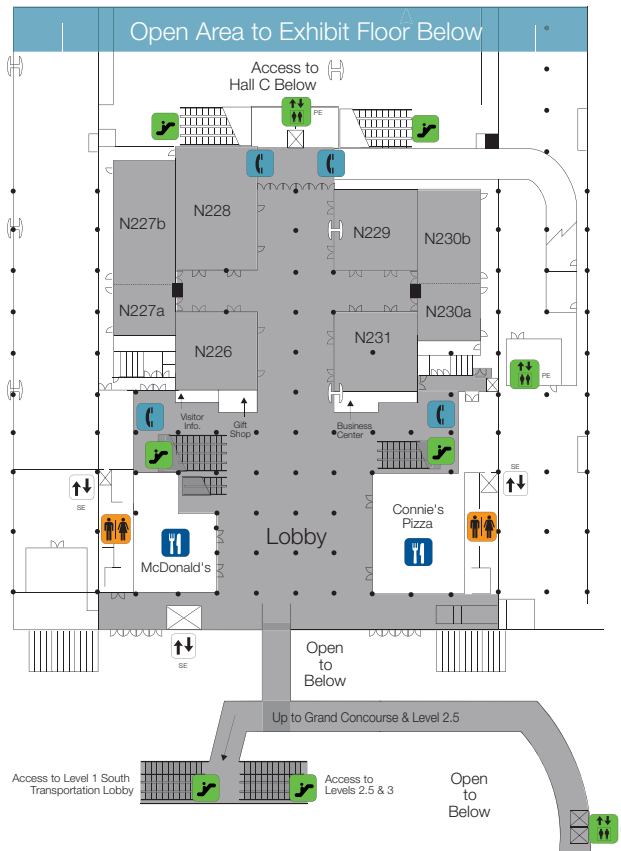 Open Area to Exhibit Floor Below
Access to
Hall C Below
PE
N227b
N228
N229
N230b
N227a
N226
N231
N230a
PE
Visitor
Info.
Gift
Shop
Business
Center
SE
SE
Connie's
Pizza
Lobby
McDonald's
SE
Open
to
Below
Up to Grand Concourse & Level 2.5
Access to Level 1 South
Transportation Lobby
Access to
Levels 2.5 & 3
Open
to
Below